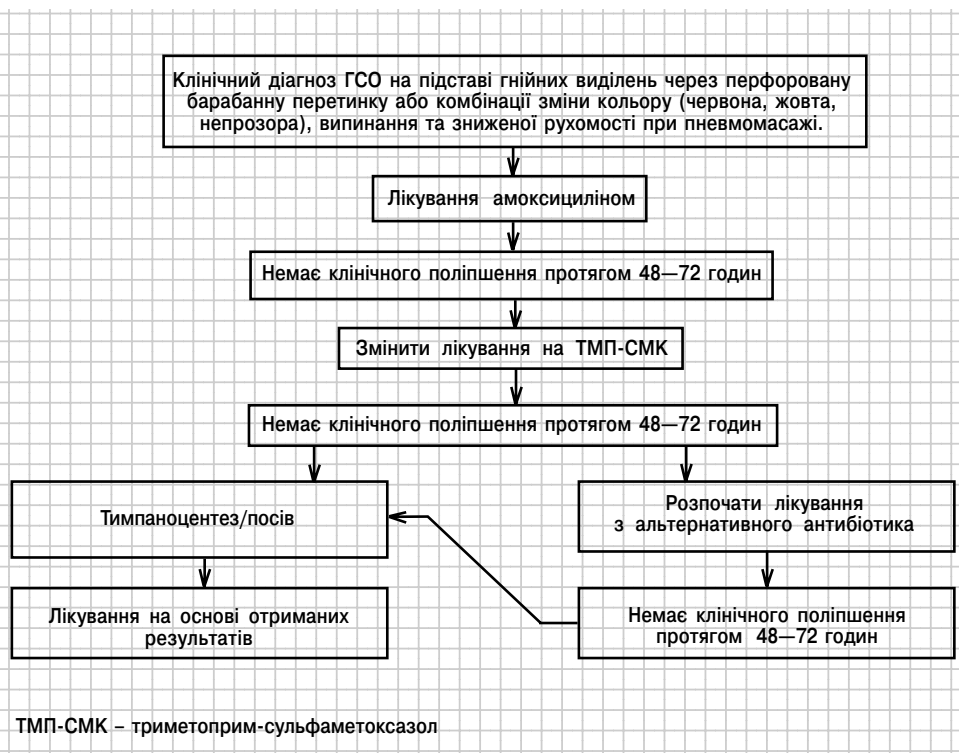 Клінічний діагноз ГСО на підставі гнійних виділень через перфоровану
барабанну перетинку або комбінації зміни кольору (червона, жовта,
непрозора), випинання та зниженої рухомості при пневмомасажі.
Лікування амоксициліном
Немає клінічного поліпшення протягом 48—72 годин
Змінити лікування на ТМП-СМК
Немає клінічного поліпшення протягом 48—72 годин
Тимпаноцентез/посів
Розпочати лікування
з альтернативного антибіотика
Лікування на основі отриманих
результатів
Немає клінічного поліпшення
протягом 48—72 годин
ТМП-СМК – триметоприм-сульфаметоксазол